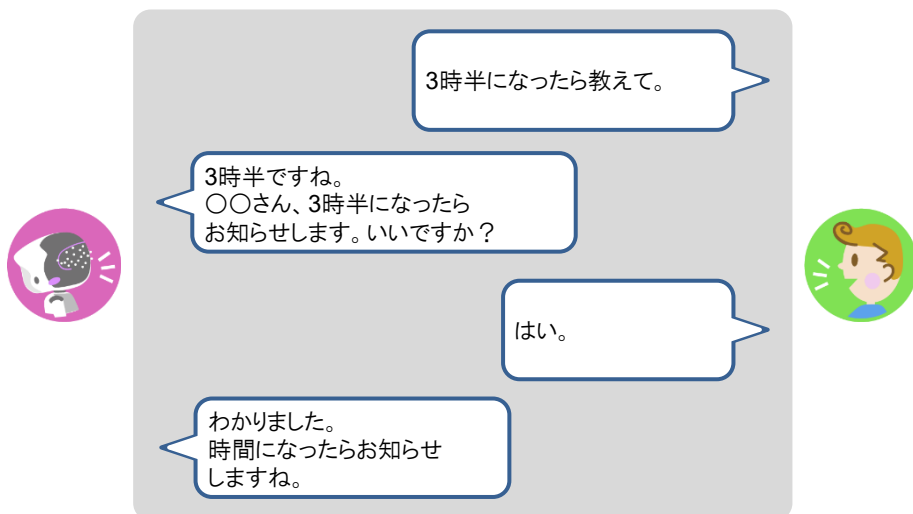 3時半になったら教えて。
3時半ですね。
〇〇さん、3時半になったら
お知らせします。いいですか？
はい。
わかりました。
時間になったらお知らせ
しますね。